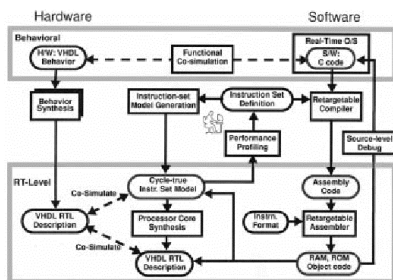 Hardware
Software
Behavioral
Real-Time O/S
H/W: VHDL
Behavior
Functional
Co-simulation
S/W:
C code
Behavior
Synthesis
Instruction-set
Model Generation
Instruction Set
Definition
Retargetable
Compiler
Performance
Profiling
Source-level
Debug
RT-Level
Cycle-true
Instr. Set Model
Assembly
Code
Co-Simulate
VHDL RTL
Description
Processor Core
Synthesis
Instrn.
Format
Retargetable
Assembler
Co-Simulate
VHDL RTL
Description
RAM, ROM
Object code